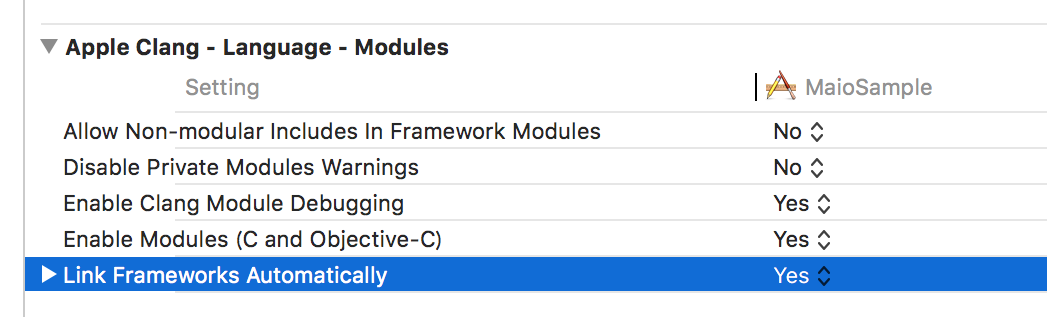 Apple Clang - Language - Modules
Setting MaioSample
Allow Non-modular Includes In Framework Modules No
Disable Private Modules Warnings No
Enable Clang Module Debugging Yes
Enable Modules (C and Objective-C) Yes
Link Frameworks Automatically Yes